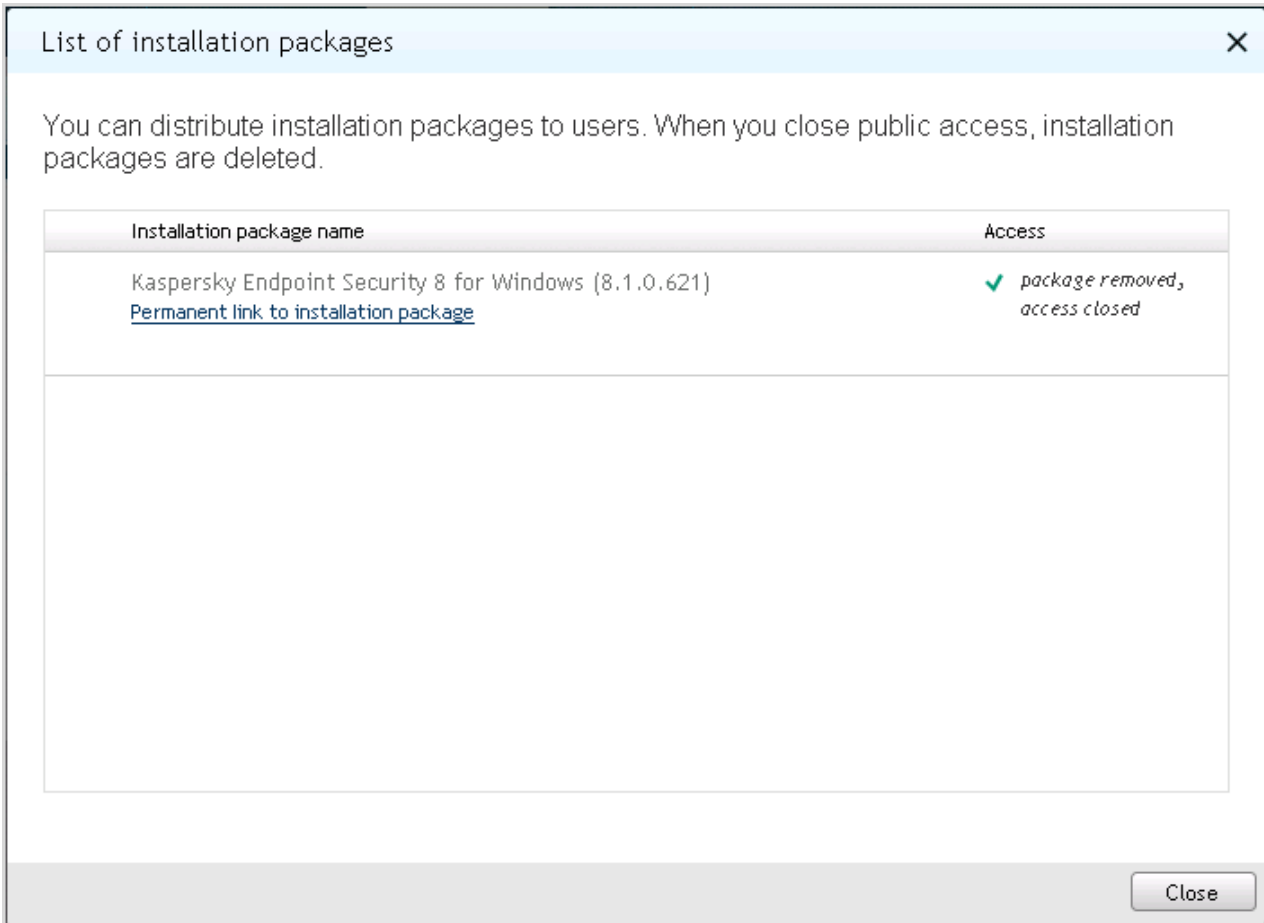 List of installation packages
You can distribute installation packages to users. When you close public access, installation
packages are deleted.
Installation package name Access
Kaspersky Endpoint Security 8 for Windows (8.1.0.621) package removed,
Permanent link to installation package access closed
Close